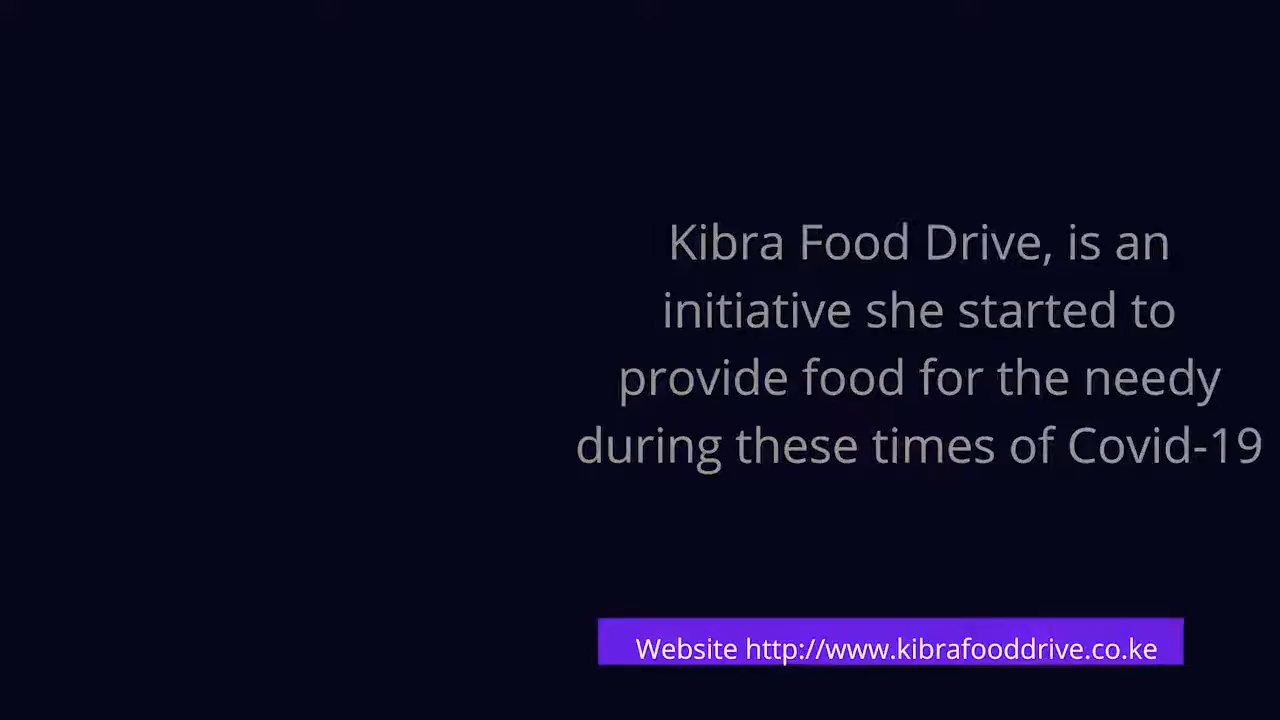 Kibra Food Drive, is an
initiative she started to
provide food for the needy
during these times of Covid-19
Website http://www.kibrafooddrive.co.ke